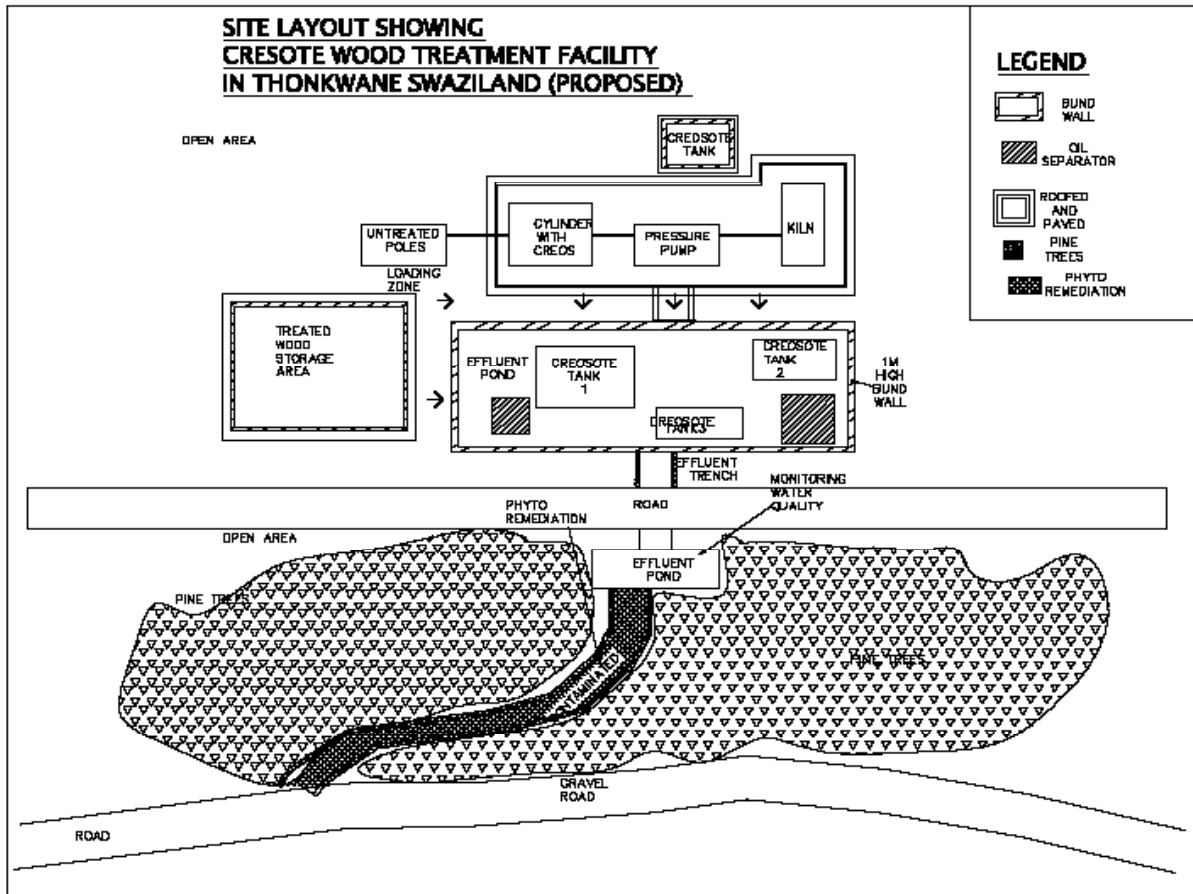 SITE LAYOUT SHOWING
CRESOTE WOOD TREATMENT FACILITY
IN THONKWANE SWAZILAND (PROPOSED)
OPEN AREA
CREDSOTE
TANK
UNTREATED
POLES
CYLINDER
WITH
CREOS
PRESSURE
PUMP
KILN
LOADING
ZONE
TREATED
WOOD
STORAGE
AREA
EFFLUENT
POND
CREOSOTE
TANK
1
CREOSOTE
TANK
2
CREOSOTE
TANK3
1M
HIGH
BUND
WALL
EFFLUENT
TRENCH
MONITORING
WATER
QUALITY
PHYTO
REMEDIATION
ROAD
OPEN AREA
EFFLUENT
POND
PINE TREES
PINE TREES
NTAMINATED
GRAVEL
ROAD
ROAD
LEGEND
BUND
WALL
OIL
SEPARATOR
ROOFED
AND
PAVED
PINE
TREES
PHYTO
REMEDIATION